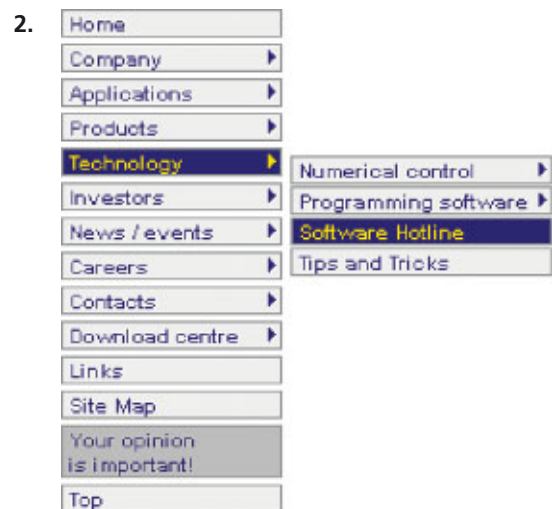 2.
Home
Company
Applications
Products
Technology
Numerical control
Investors
Programming software
News / events
Software Hotline
Careers
Tips and Tricks
Contacts
Download centre
Links
Site Map
Your opinion
is important!
Top